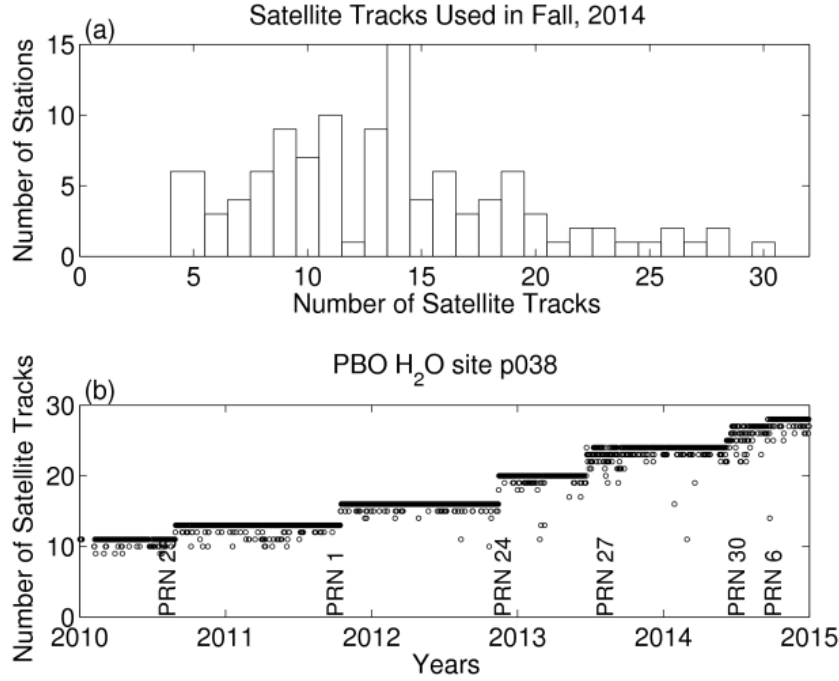 Satellite Tracks Used in Fall, 2014
(a)
Number of Stations
15
10
5
0
0 5 10 15 20 25 30
Number of Satellite Tracks
PBO H₂O site p038
(b)
Number of Satellite Tracks
30
20
10
0
PRN 1 PRN 24 PRN 27 PRN 30 PRN 6
2010 2011 2012 2013 2014 2015
Years